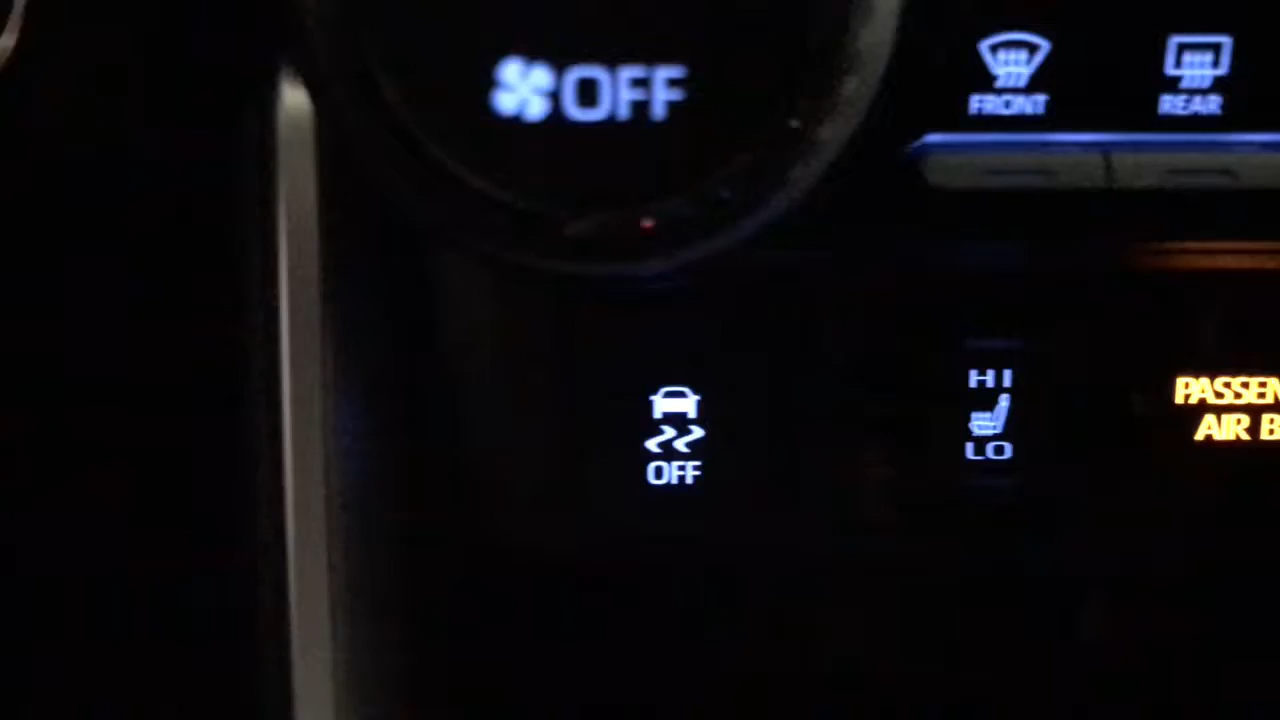 OFF
FRONT
REAR
OFF
HI
LO
PASSEN
AIR B